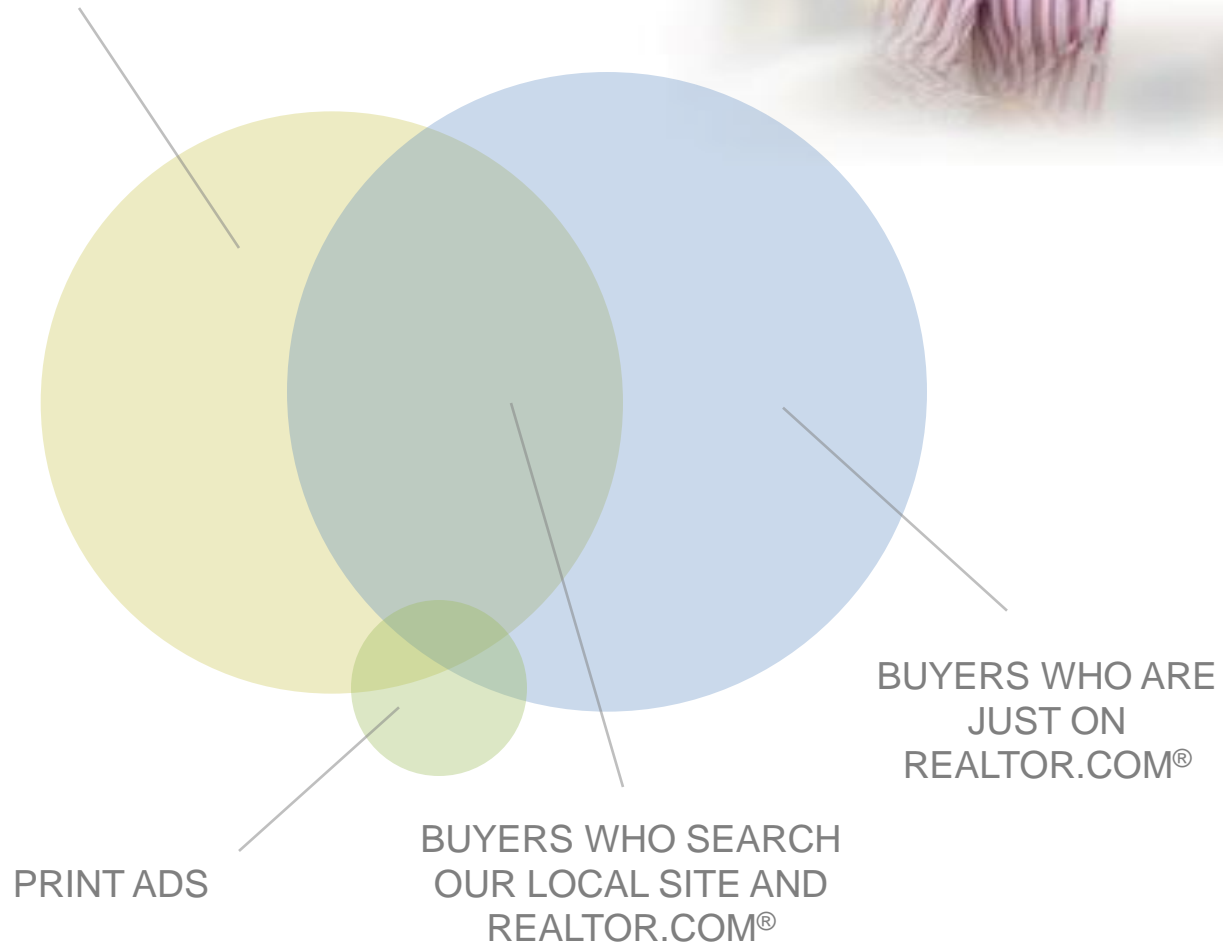 BUYERS WHO ARE
JUST ON
REALTOR.COM®
BUYERS WHO SEARCH
OUR LOCAL SITE AND
REALTOR.COM®
PRINT ADS